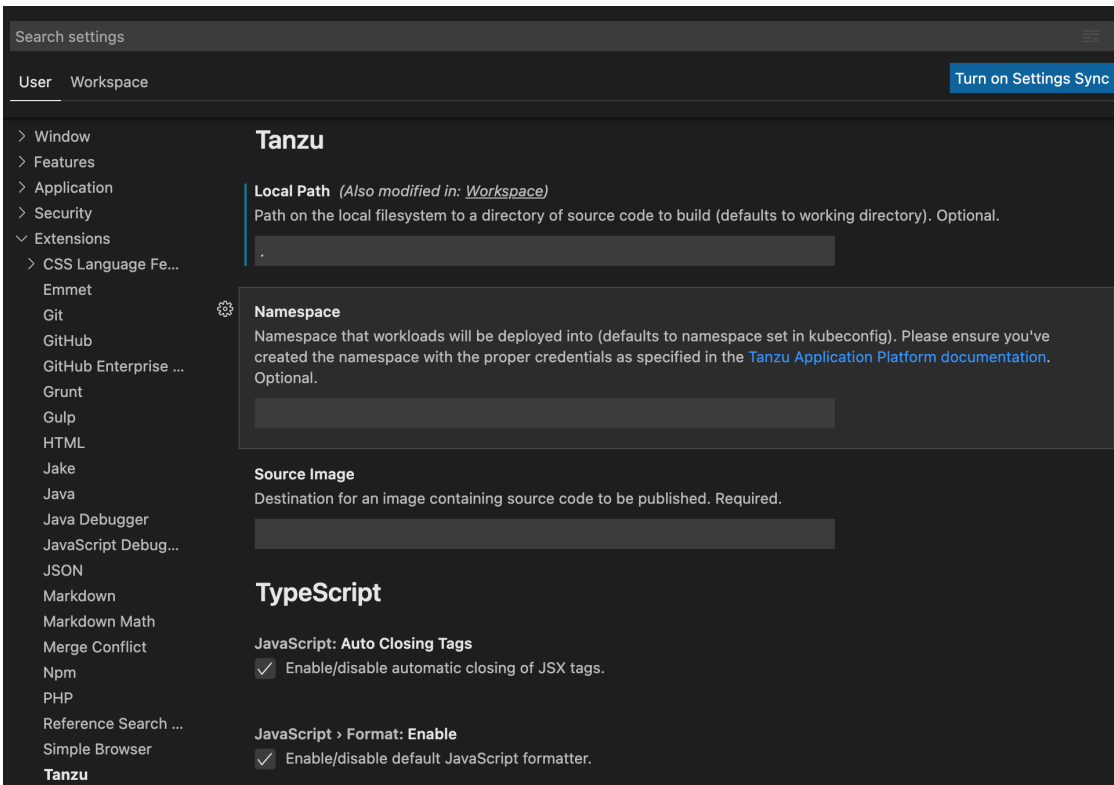 Search settings
User Workspace
Turn on Settings Sync
Window
Features
Application
Security
Extensions
CSS Language Fe...
Emmet
Git
GitHub
GitHub Enterprise ...
Grunt
Gulp
HTML
Jake
Java
Java Debugger
JavaScript Debug...
JSON
Markdown
Markdown Math
Merge Conflict
Npm
PHP
Reference Search ...
Simple Browser
Tanzu
Tanzu
Local Path (Also modified in: Workspace)
Path on the local filesystem to a directory of source code to build (defaults to working directory). Optional.
.
Namespace
Namespace that workloads will be deployed into (defaults to namespace set in kubeconfig). Please ensure you've
created the namespace with the proper credentials as specified in the Tanzu Application Platform documentation.
Optional.
Source Image
Destination for an image containing source code to be published. Required.
TypeScript
JavaScript: Auto Closing Tags
Enable/disable automatic closing of JSX tags.
JavaScript › Format: Enable
Enable/disable default JavaScript formatter.